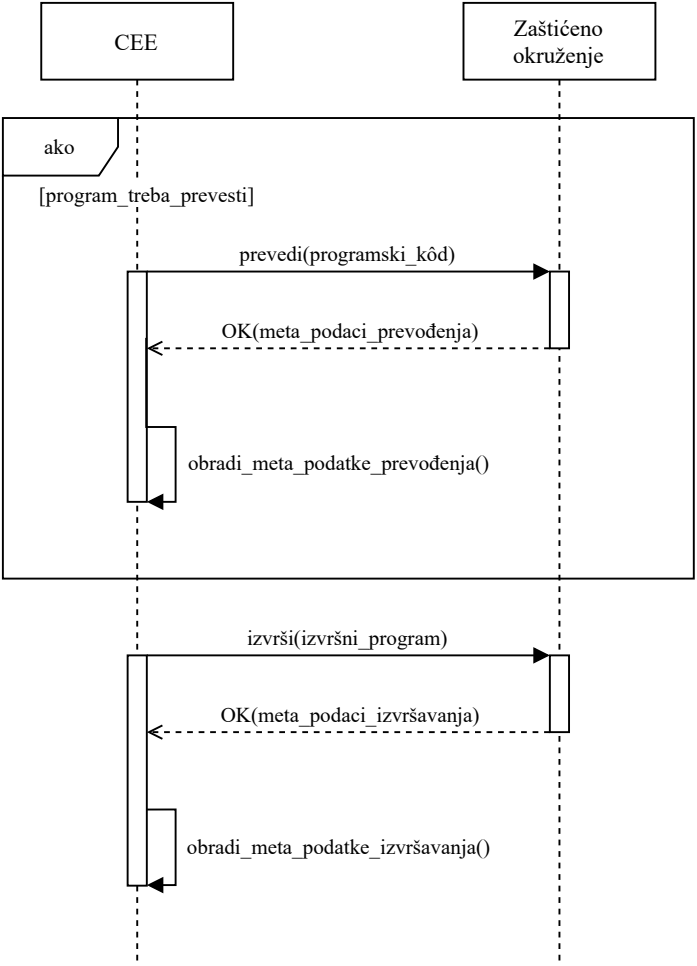 CEE
Zaštićeno
okruženje
ako
[program_treba_prevesti]
prevedi(programski_kôd)
OK(meta_podaci_prevođenja)
obradi_meta_podatke_prevođenja()
izvrši(izvršni_program)
OK(meta_podaci_izvršavanja)
obradi_meta_podatke_izvršavanja()